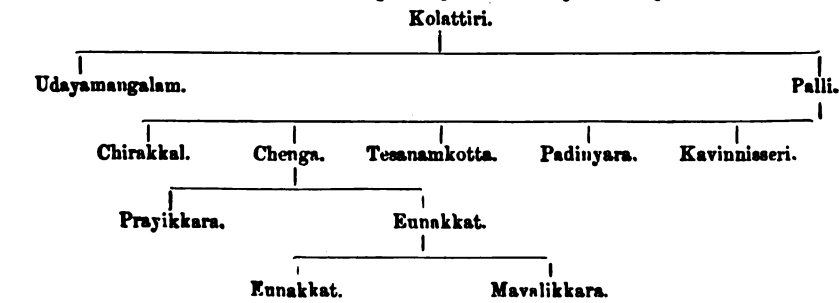 Kolattiri.
Udayamangalam. Palli.
Chirakkal. Chenga. Tesanamkotta. Padinyara. Kavinnisseri.
Prayikkara. Eunakkat.
Eunakkat. Mavalikkara.